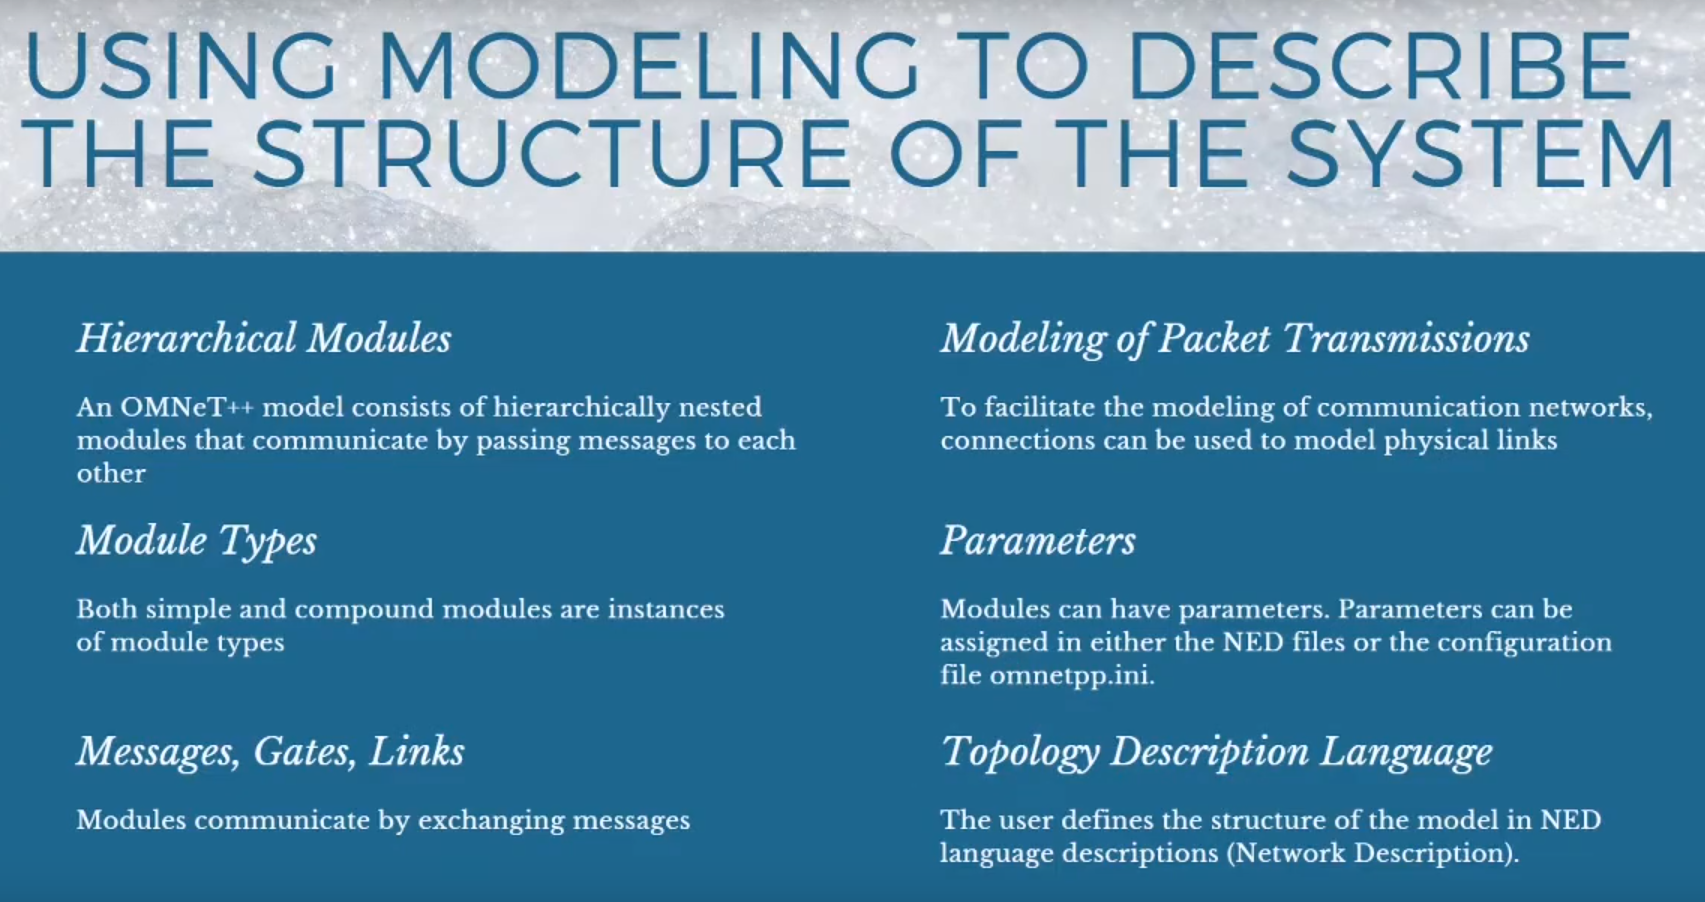 USING MODELING TO DESCRIBE
THE STRUCTURE OF THE SYSTEM
Hierarchical Modules
An OMNeT++ model consists of hierarchically nested
modules that communicate by passing messages to each
other
Module Types
Both simple and compound modules are instances
of module types
Messages, Gates, Links
Modules communicate by exchanging messages
Modeling of Packet Transmissions
To facilitate the modeling of communication networks,
connections can be used to model physical links
Parameters
Modules can have parameters. Parameters can be
assigned in either the NED files or the configuration
file omnetpp.ini.
Topology Description Language
The user defines the structure of the model in NED
language descriptions (Network Description).